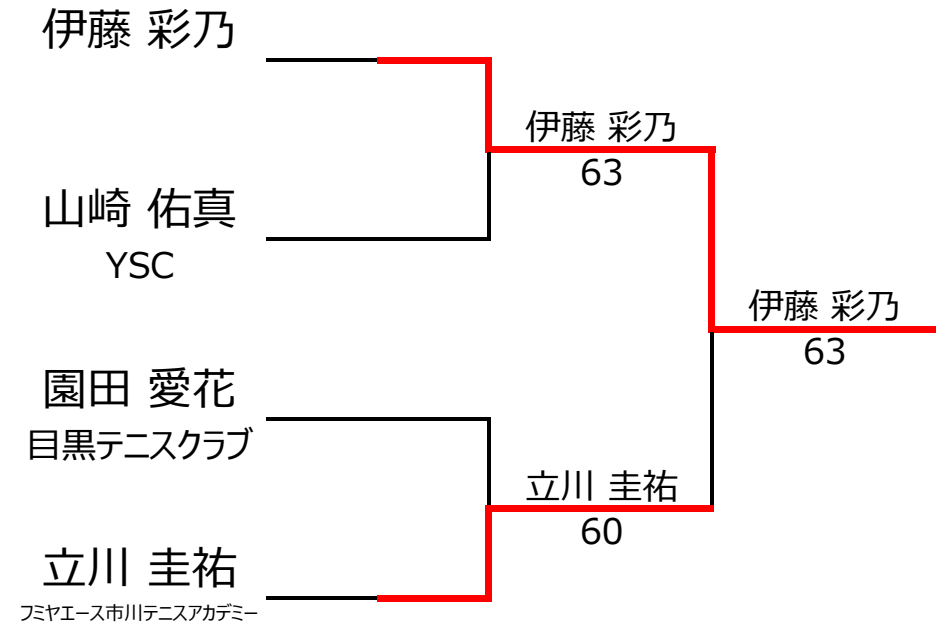 伊藤 彩乃
伊藤 彩乃
63
山崎 佑真
YSC
伊藤 彩乃
63
園田 愛花
目黒テニスクラブ
立川 圭祐
60
立川 圭祐
フミヤエース市川テニスアカデミー